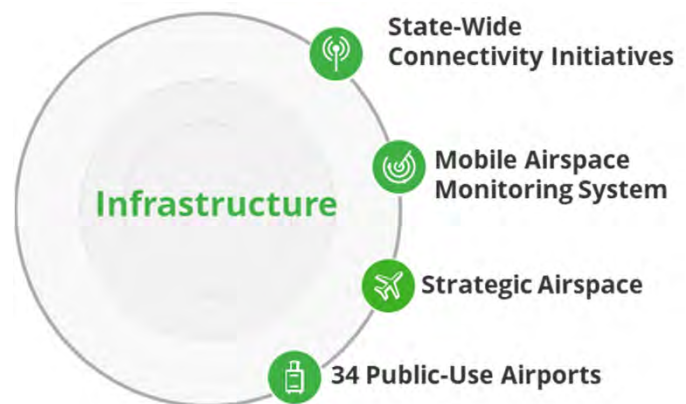 State-Wide
Connectivity Initiatives
Mobile Airspace
Monitoring System
Infrastructure
Strategic Airspace
34 Public-Use Airports